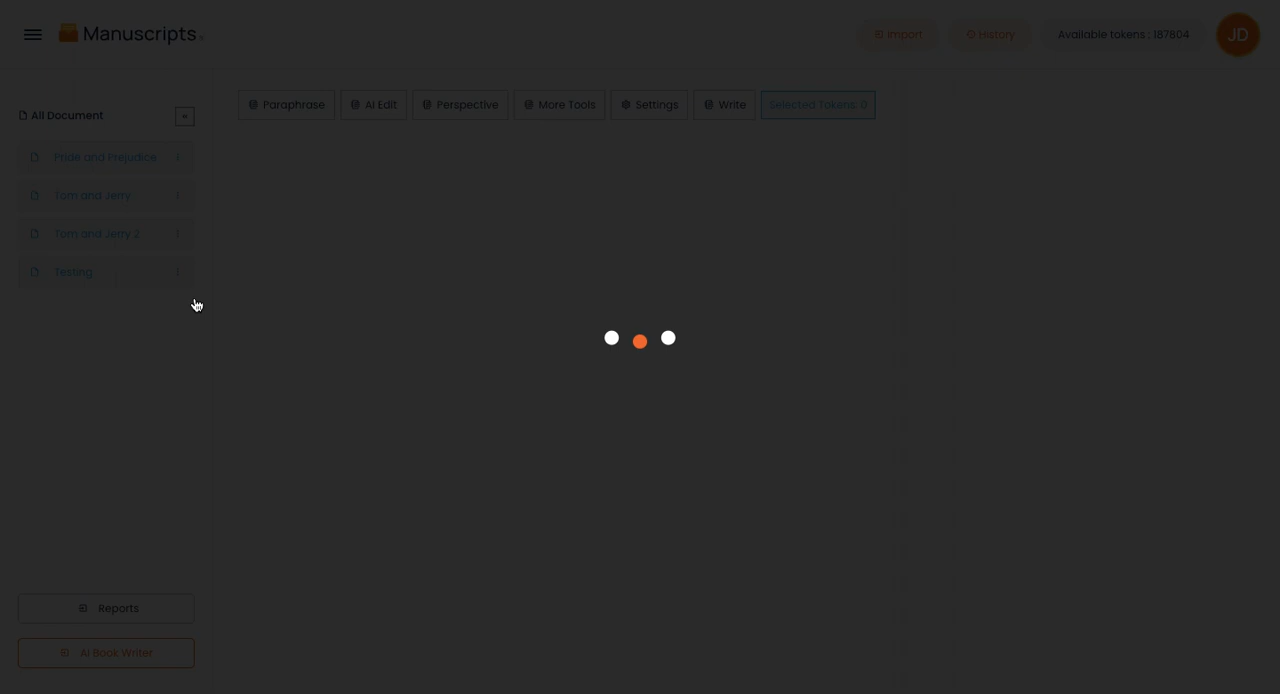 Manuscripts
Import
History
Available tokens : 187804
JD
All Document
«
Paraphrase
AI Edit
Perspective
More Tools
Settings
Write
Selected Tokens: 0
Pride and Prejudice
Tom and Jerry
Tom and Jerry 2
Testing
Reports
AI Book Writer